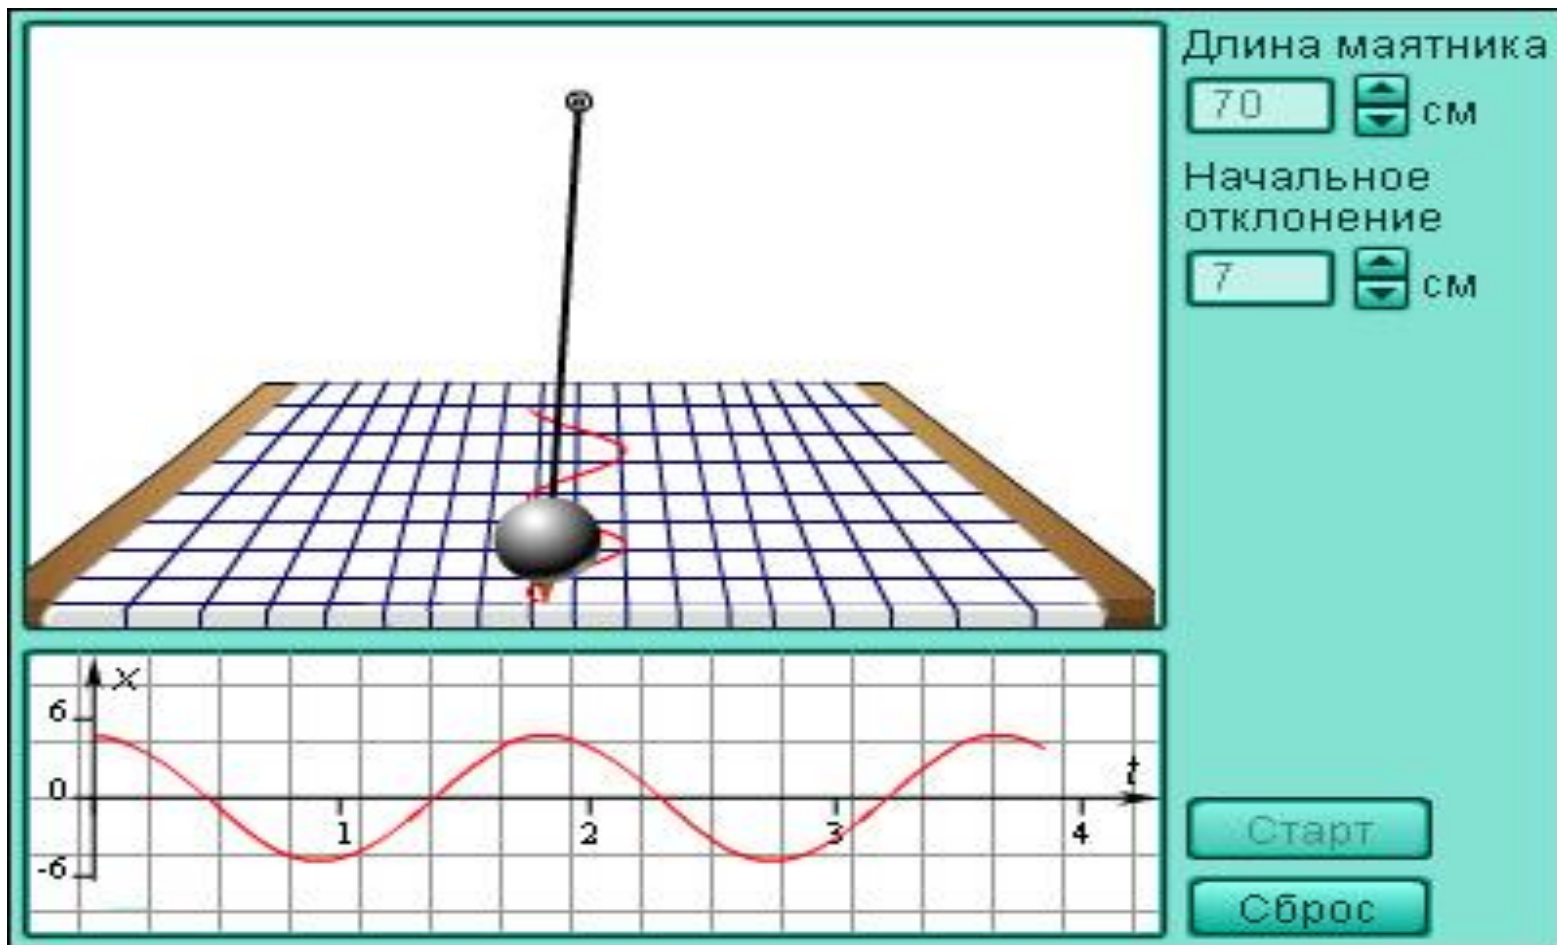 Длина маятника
70 см
Начальное
отклонение
7 см
x
6
0
-6
1 2 3 4
t
Старт
Сброс